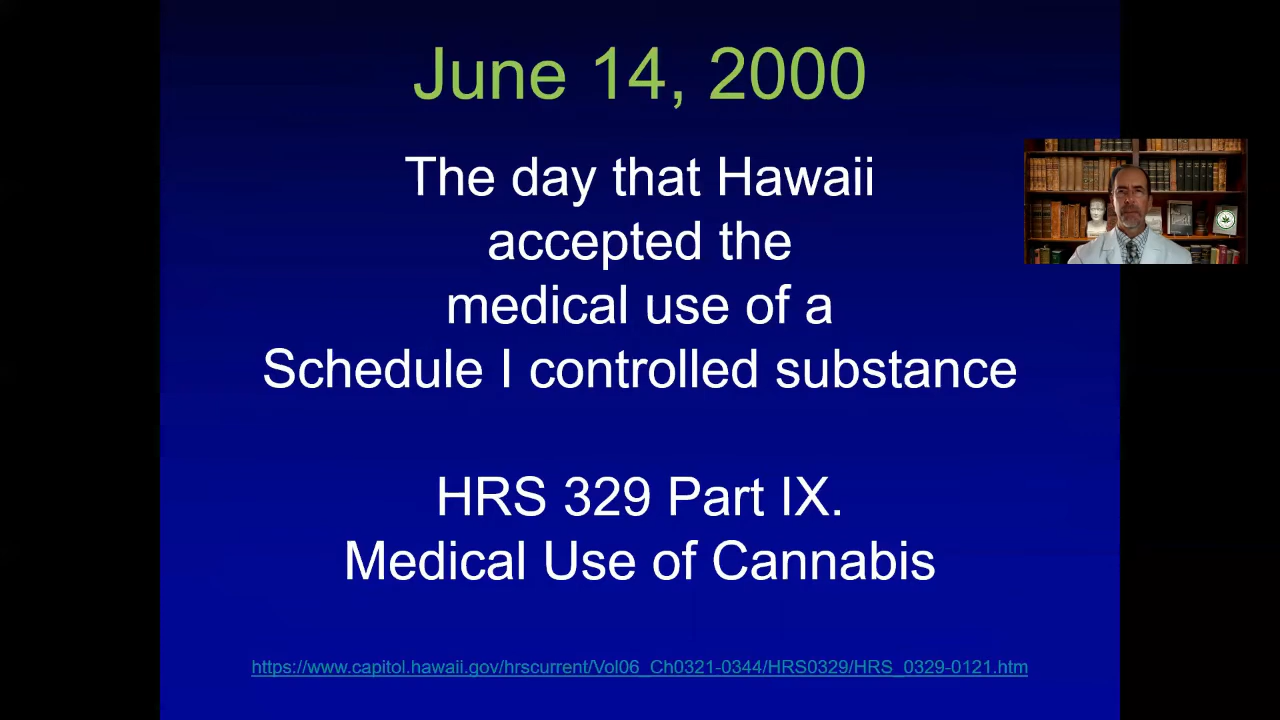 June 14, 2000
The day that Hawaii
accepted the
medical use of a
Schedule I controlled substance
HRS 329 Part IX.
Medical Use of Cannabis
https://www.capitol.hawaii.gov/hrscurrent/Vol06_Ch0321-0344/HRS0329/HRS_0329-0121.htm